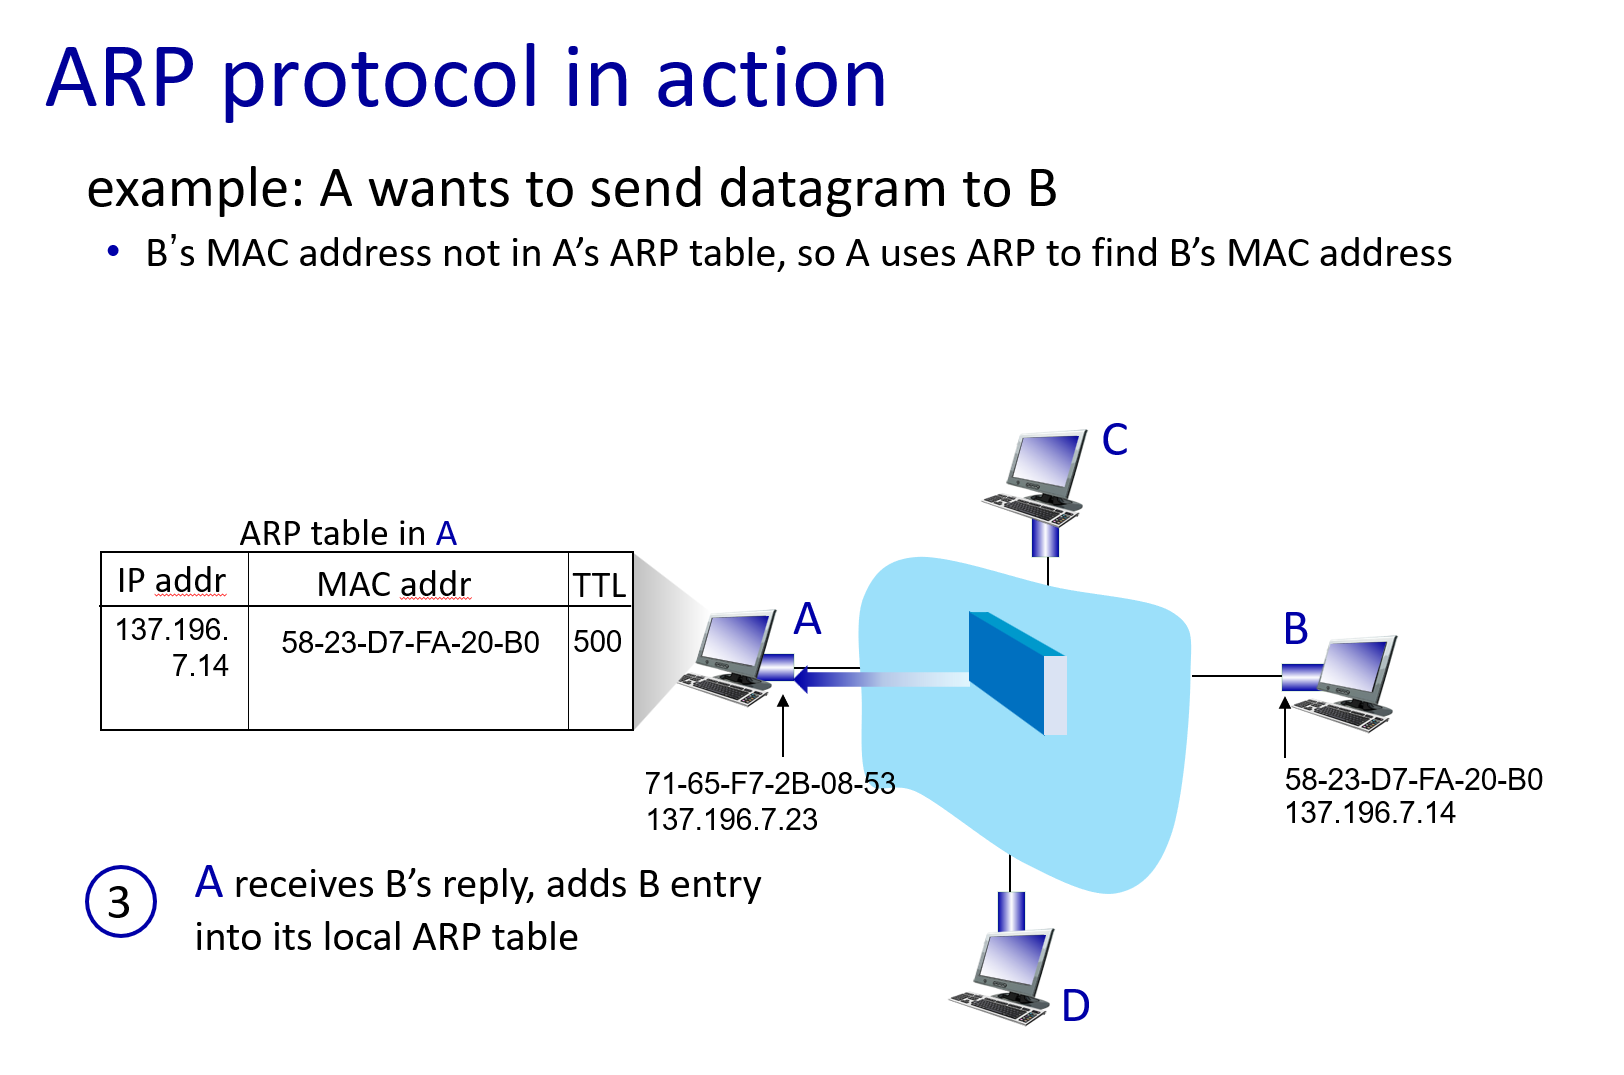 ARP protocol in action
example: A wants to send datagram to B
• B’s MAC address not in A’s ARP table, so A uses ARP to find B’s MAC address
C
ARP table in A
IP addr MAC addr TTL
137.196.
7.14
58-23-D7-FA-20-B0 500
A
B
71-65-F7-2B-08-53
137.196.7.23
58-23-D7-FA-20-B0
137.196.7.14
3
A receives B’s reply, adds B entry
into its local ARP table
D